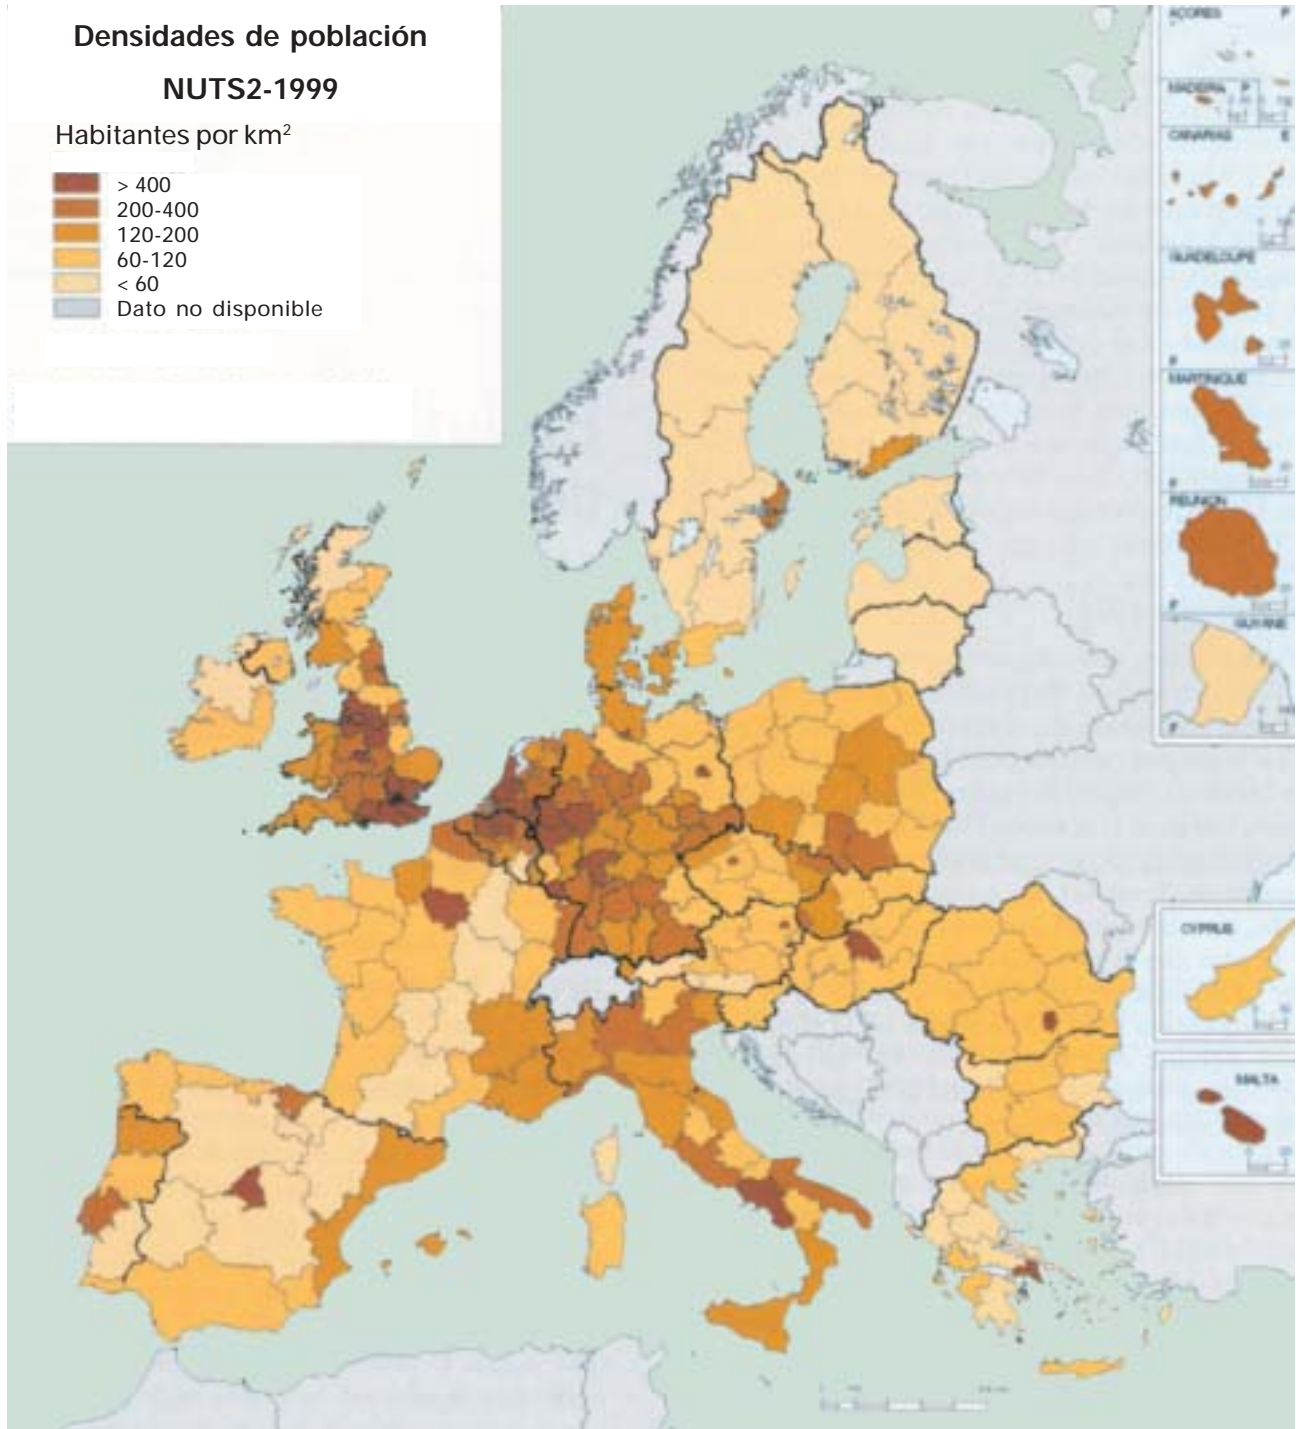 Densidades de población
NUTS2-1999
Habitantes por km²
> 400
200-400
120-200
60-120
< 60
Dato no disponible
AÇORES P
MADEIRA P
CANARIAS E
GUADELOUPE
F
MARTINIQUE
F
REUNION
F
GUYANE
F
CYPRUS
MALTA